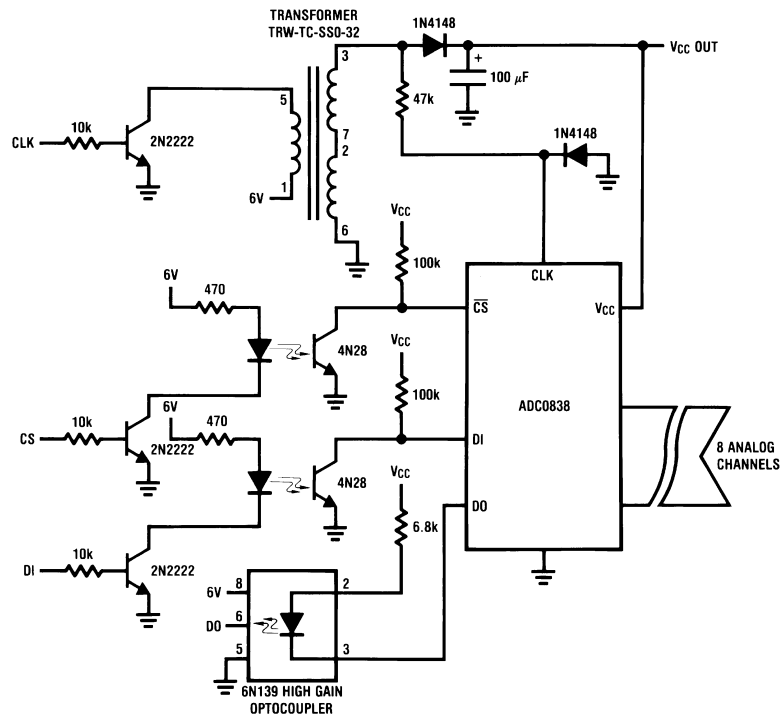 TRANSFORMER
TRW-TC-SSO-32
1N4148
3
VCC OUT
+
100 µF
5
47k
10k
CLK
2N2222
1N4148
7
2
1
6V
6
VCC
100k
CLK
6V
470
CS
VCC
4N28
VCC
100k
ADC0838
6V
470
10k
CS
2N2222
DI
8 ANALOG
CHANNELS
4N28
VCC
DO
6.8k
10k
DI
2N2222
8
2
6V
6
DO
5
3
6N139 HIGH GAIN
OPTOCOUPLER